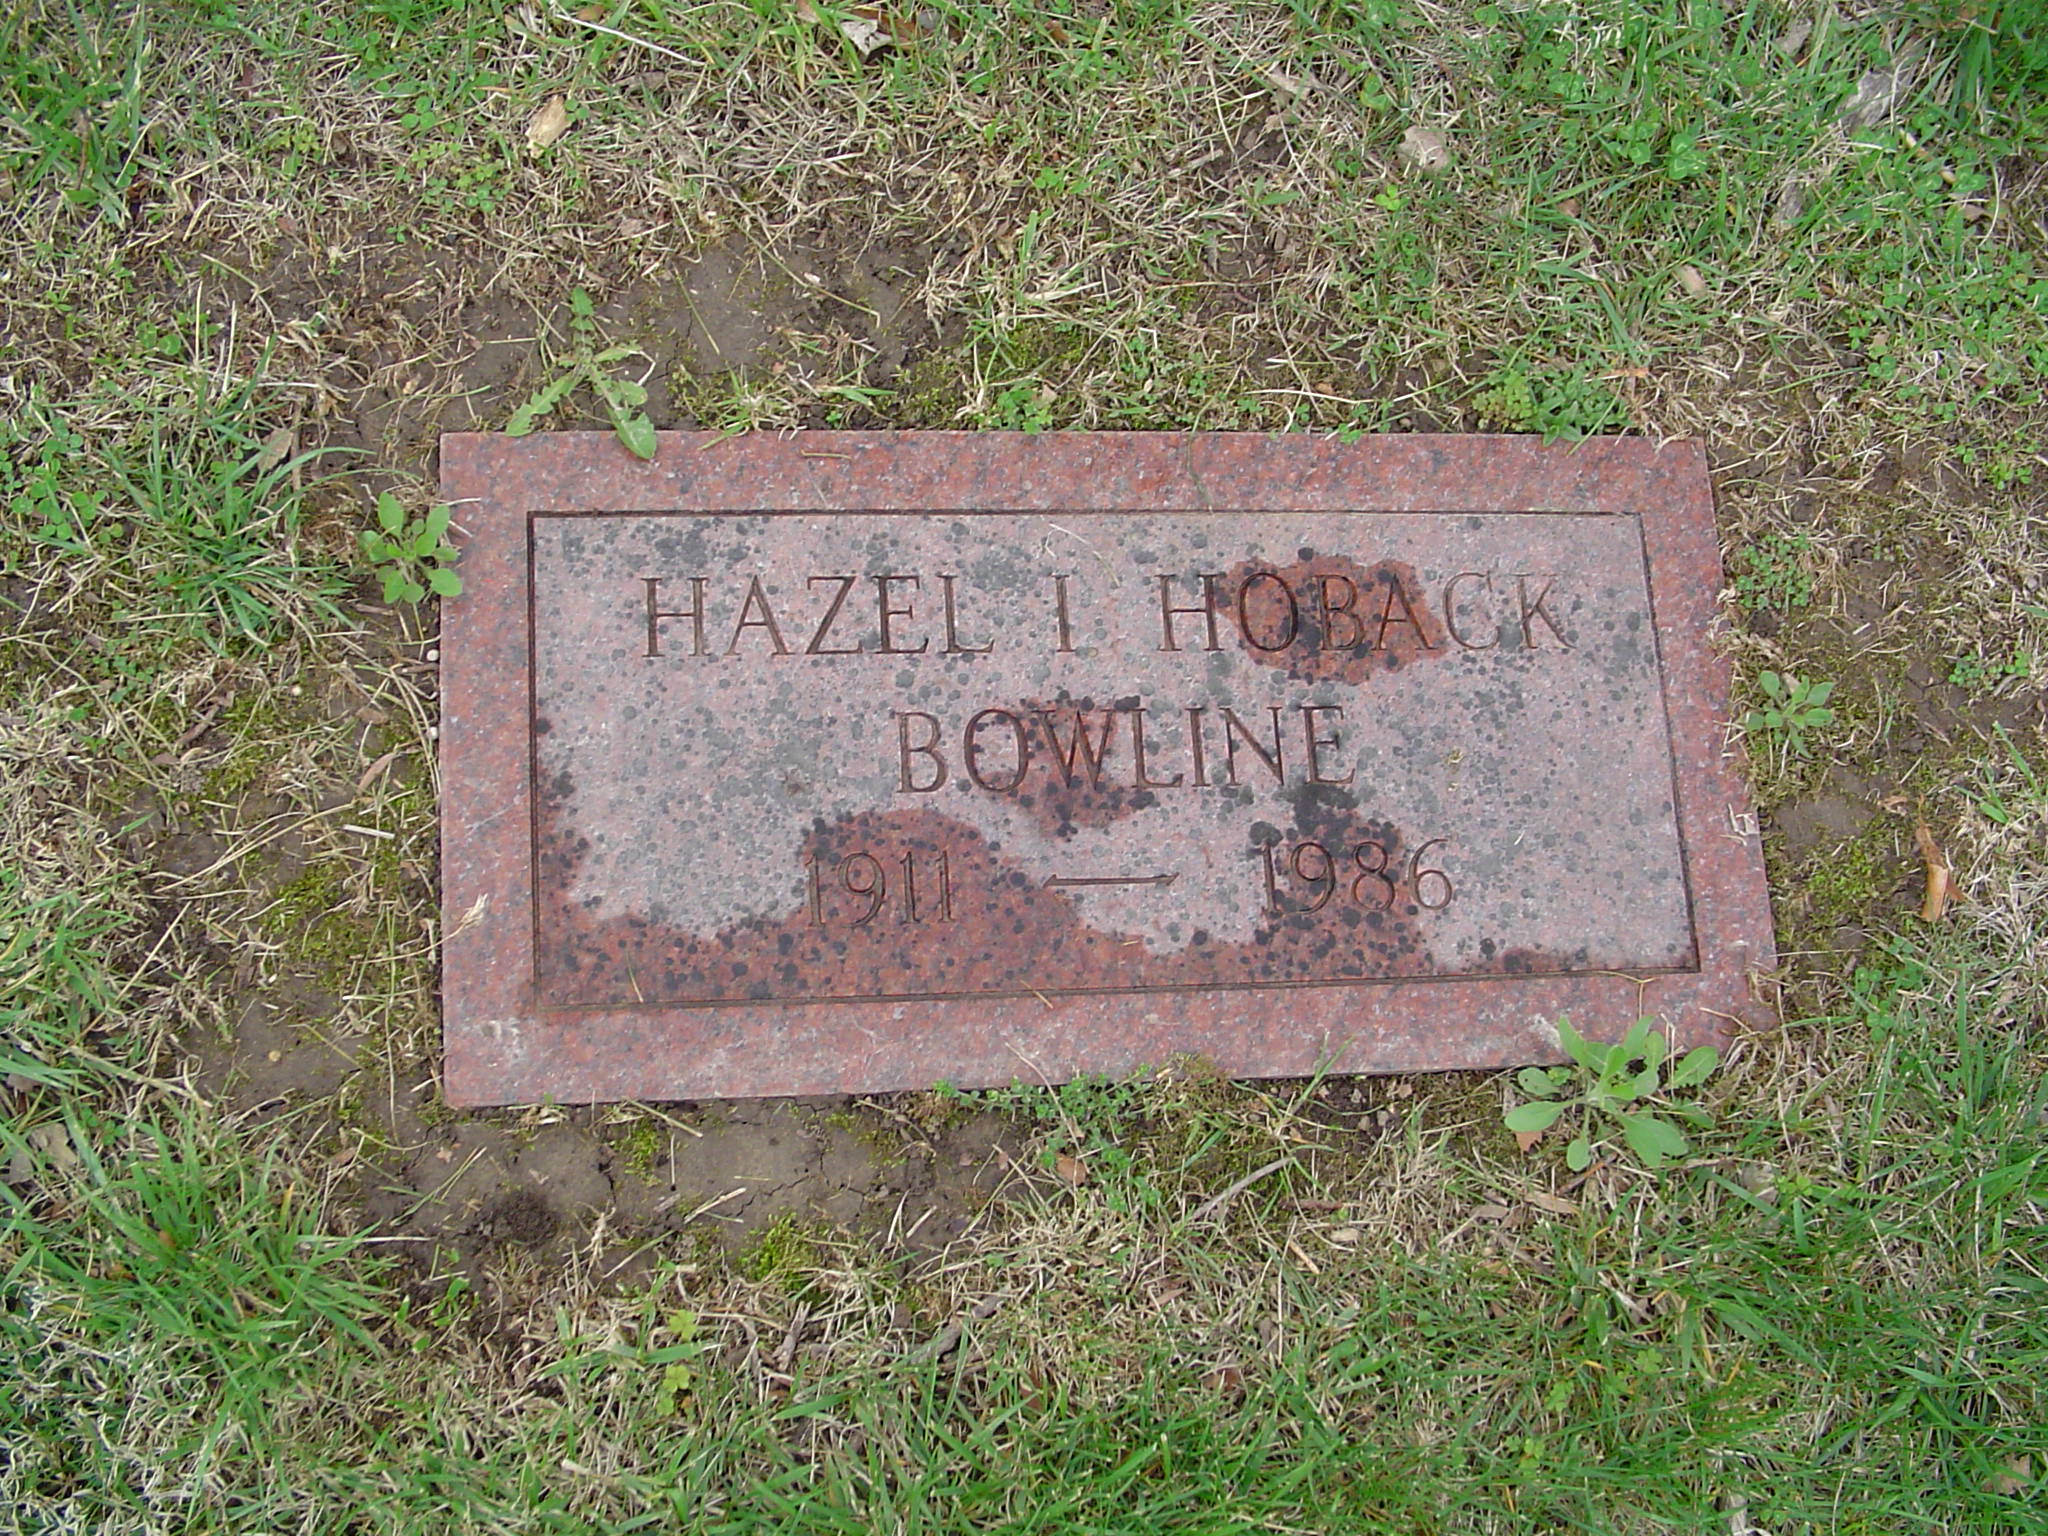 HAZEL I. HOBACK
BOWLINE
1911 — 1986